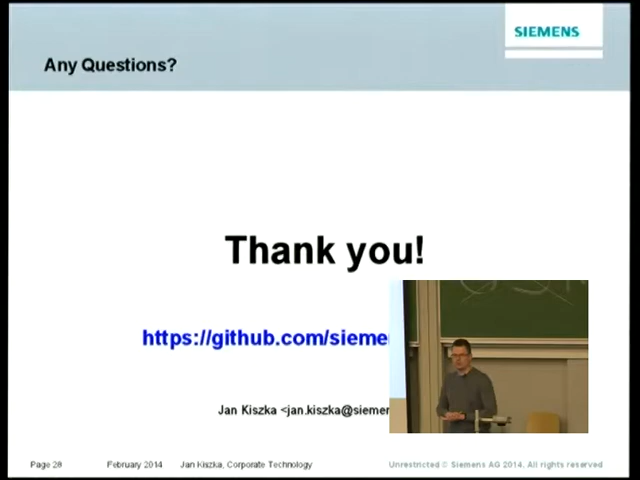 SIEMENS
Any Questions?
Thank you!
https://github.com/sieme
Jan Kiszka <jan.kiszka@siemen
Page 28 February 2014 Jan Kiszka, Corporate Technology Unrestricted © Siemens AG 2014. All rights reserved